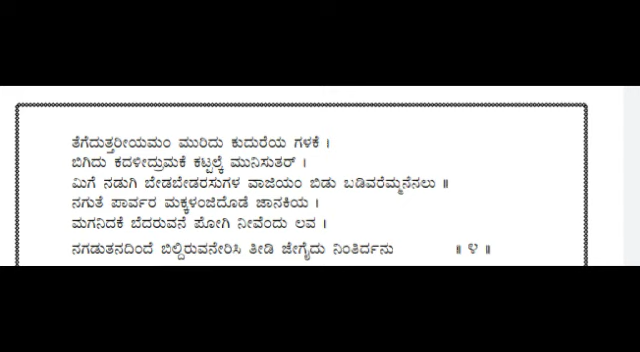 ತೆಗೆದುತ್ತರೀಯಮಂ ಮುರಿದು ಕುದುರೆಯ ಗಳಕೆ ।
ಬಿಗಿದು ಕದಳೀದ್ರುಮಕೆ ಕಟ್ಟಲ್ಕೆ ಮುನಿಸುತರ್ ।
ಮಿಗೆ ನಡುಗಿ ಬೇಡಬೇಡರಸುಗಳ ವಾಜಿಯಂ ಬಿಡು ಬಡಿವರೆಮ್ಮನೆನಲು ॥
ನಗುತೆ ಪಾರ್ವರ ಮಕ್ಕಳಂಜಿದೊಡೆ ಜಾನಕಿಯ ।
ಮಗನಿದಕೆ ಬೆದರುವನೆ ಪೋಗಿ ನೀವೆಂದು ಲವ ।
ನಗಡುತನದಿಂದೆ ಬಿಲ್ದಿರುವನೇರಿಸಿ ತೀಡಿ ಜೇಗೈದು ನಿಂತಿರ್ದನು ॥ ೪ ॥